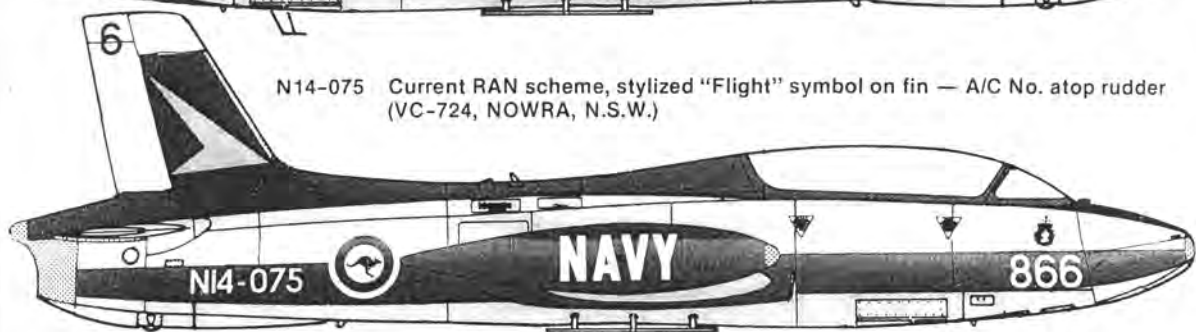 6
N14-075 Current RAN scheme, stylized "Flight" symbol on fin — A/C No. atop rudder
(VC-724, NOWRA, N.S.W.)
NAVY
N14-075
866